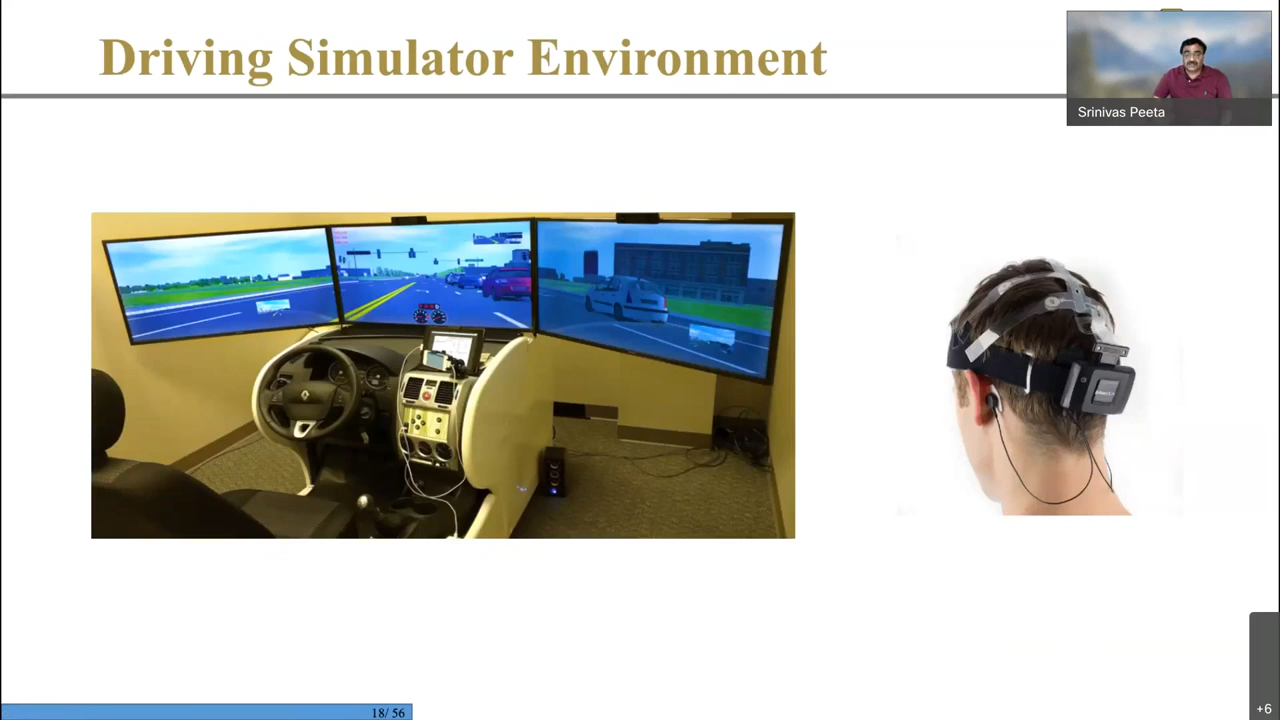 Driving Simulator Environment
Srinivas Peeta
18/ 56
+6